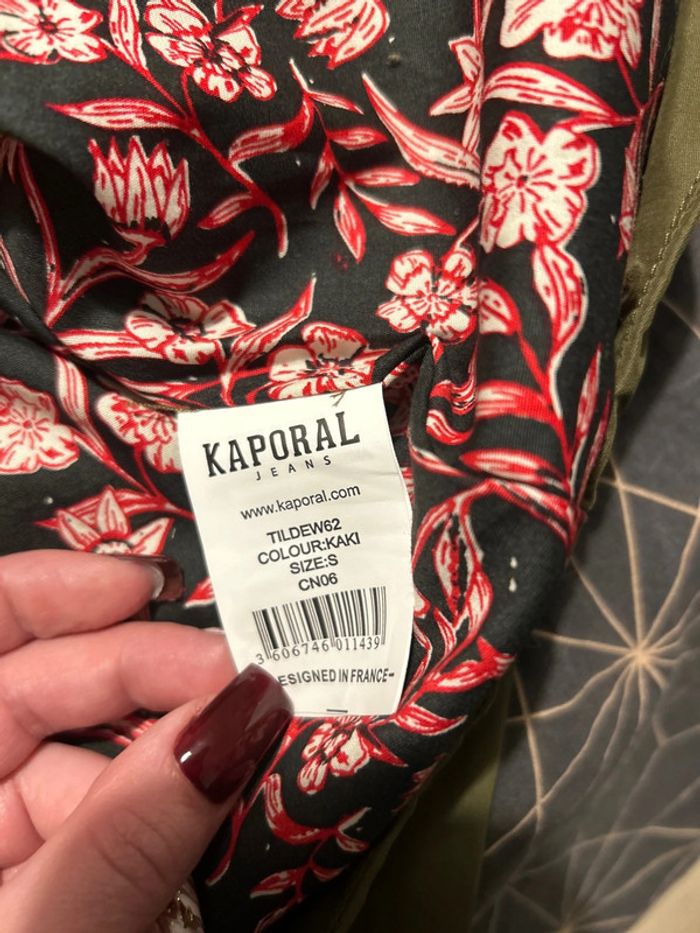 KAPORAL
JEANS
www.kaporal.com
TILDEW62
COLOUR:KAKI
SIZE:S
CN06
3 606746 011439
ESIGNED IN FRANCE-